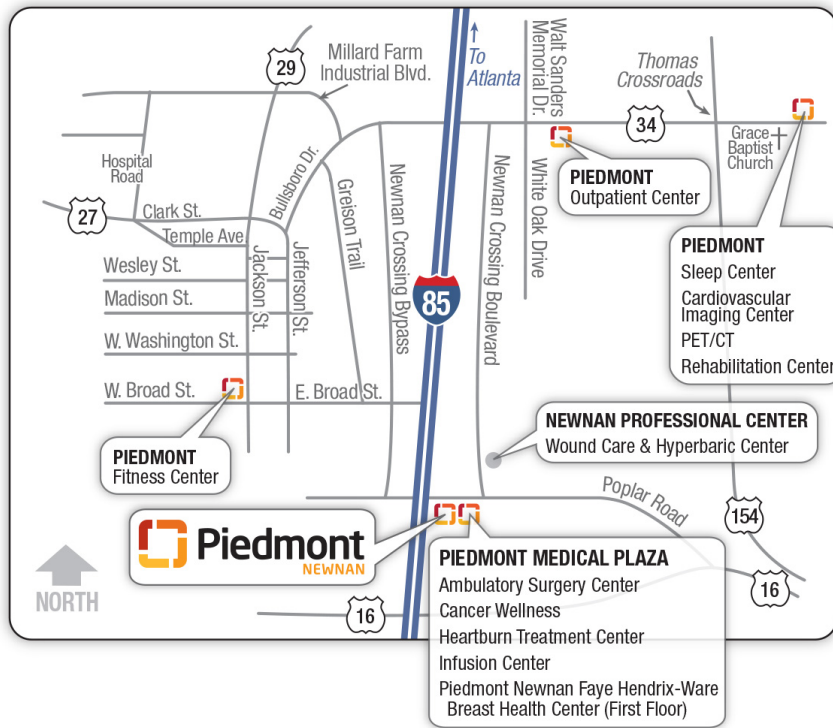 29
Millard Farm
Industrial Blvd.
To
Atlanta
Walt Sanders
Memorial Dr.
Thomas
Crossroads
34
Grace
Baptist
Church
Hospital
Road
Bullsboro Dr.
PIEDMONT
Outpatient Center
27
Clark St.
Temple Ave.
Greison Trail
Newnan Crossing Bypass
Newnan Crossing Boulevard
White Oak Drive
PIEDMONT
Sleep Center
Cardiovascular
Imaging Center
PET/CT
Rehabilitation Center
Wesley St.
Jackson St.
Jefferson St.
85
Madison St.
W. Washington St.
W. Broad St.
E. Broad St.
PIEDMONT
Fitness Center
NEWNAN PROFESSIONAL CENTER
Wound Care & Hyperbaric Center
Poplar Road
154
Piedmont
NEWNAN
PIEDMONT MEDICAL PLAZA
Ambulatory Surgery Center
Cancer Wellness
Heartburn Treatment Center
Infusion Center
Piedmont Newnan Faye Hendrix-Ware
Breast Health Center (First Floor)
NORTH
16
16